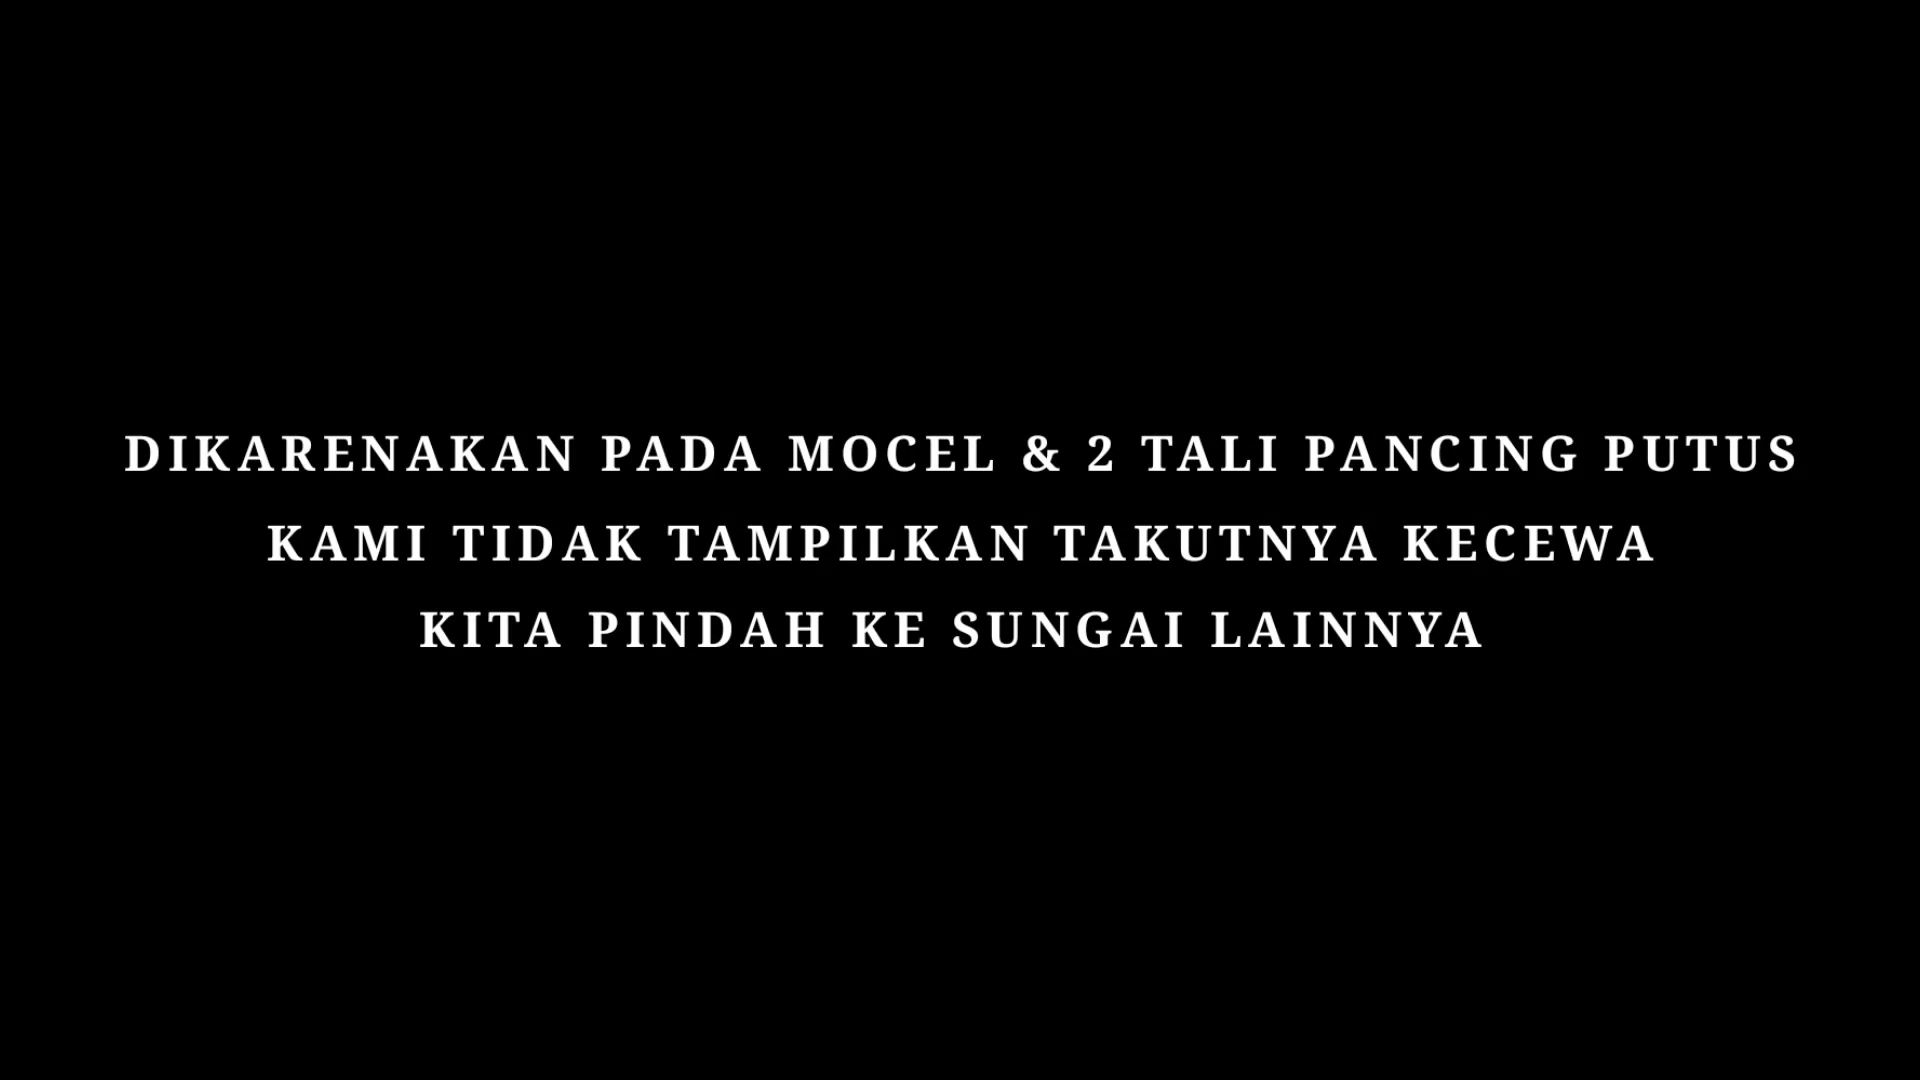 DIKARENAKAN PADA MOCEL & 2 TALI PANCING PUTUS
KAMI TIDAK TAMPILKAN TAKUTNYA KECEWA
KITA PINDAH KE SUNGAI LAINNYA